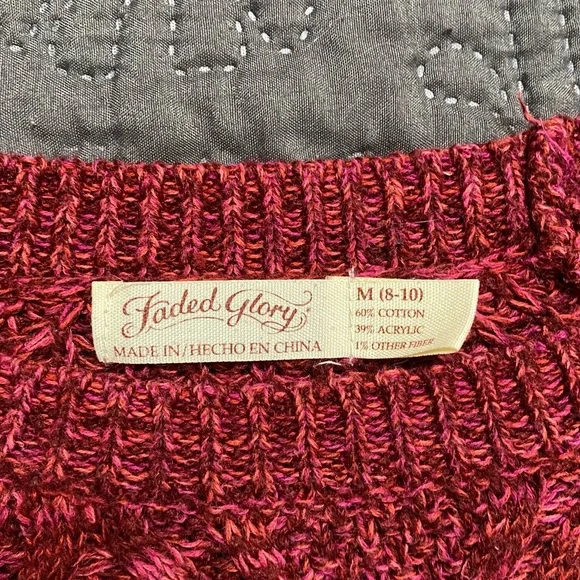 Faded Glory
MADE IN/HECHO EN CHINA
M (8-10)
60% COTTON
39% ACRYLIC
1% OTHER FIBER